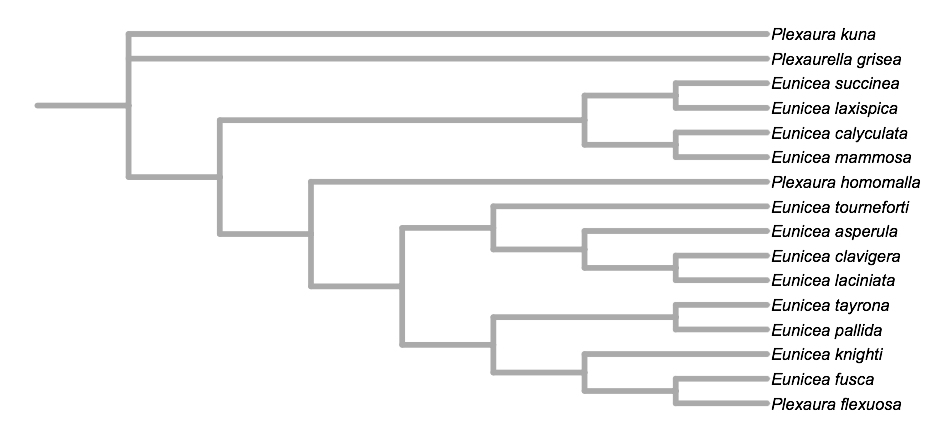 Plexaura kuna
Plexaurella grisea
Eunicea succinea
Eunicea laxispica
Eunicea calyculata
Eunicea mammosa
Plexaura homomalla
Eunicea tourneforti
Eunicea asperula
Eunicea clavigera
Eunicea laciniata
Eunicea tayrona
Eunicea pallida
Eunicea knighti
Eunicea fusca
Plexaura flexuosa